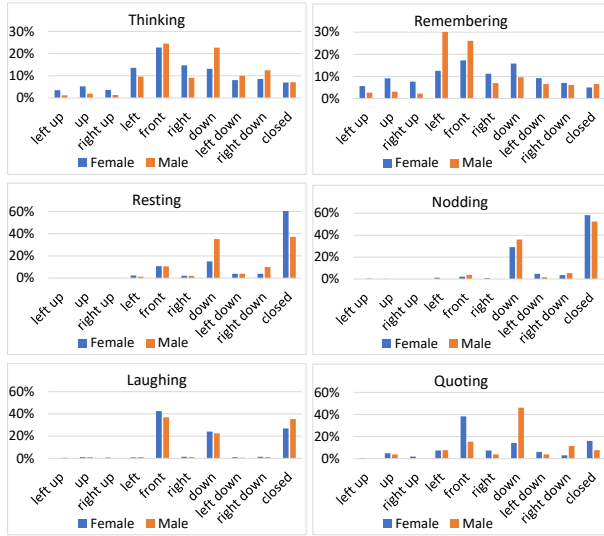 Thinking
30%
20%
10%
0%
left up
up
right up
left
front
right
down
left down
right down
closed
Female Male
Remembering
30%
20%
10%
0%
left up
up
right up
left
front
right
down
left down
right down
closed
Female Male
Resting
60%
40%
20%
0%
left up
up
right up
left
front
right
down
left down
right down
closed
Female Male
Nodding
60%
40%
20%
0%
left up
up
right up
left
front
right
down
left down
right down
closed
Female Male
Laughing
60%
40%
20%
0%
left up
up
right up
left
front
right
down
left down
right down
closed
Female Male
Quoting
60%
40%
20%
0%
left up
up
right up
left
front
right
down
left down
right down
closed
Female Male